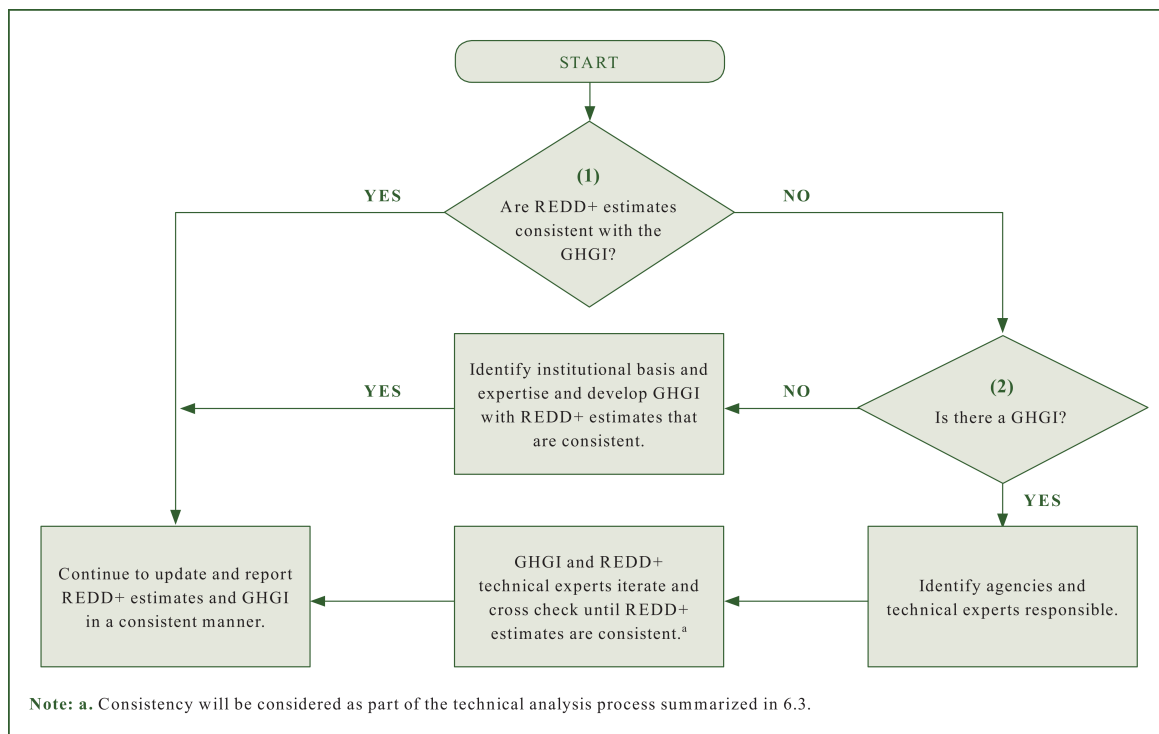 START
(1)
Are REDD+ estimates
consistent with the
GHGI?
YES
NO
(2)
Is there a GHGI?
NO
Identify institutional basis and
expertise and develop GHGI
with REDD+ estimates that
are consistent.
YES
YES
Identify agencies and
technical experts responsible.
GHGI and REDD+
technical experts iterate and
cross check until REDD+
estimates are consistent.a
Continue to update and report
REDD+ estimates and GHGI
in a consistent manner.
Note: a. Consistency will be considered as part of the technical analysis process summarized in 6.3.